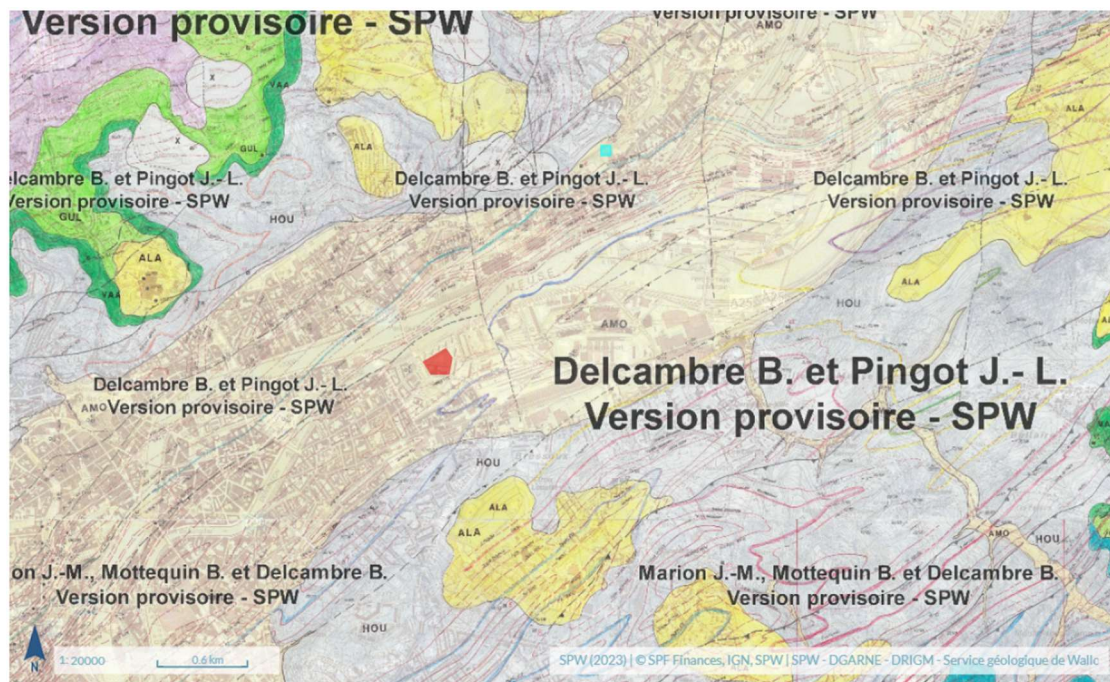 Version provisoire - SPW
Version provisoire - SPW
AMO
ALA
VAA
X
GUL
X
ALA
X
elcambre B. et Pingot J.- L.
Version provisoire - SPW
Delcambre B. et Pingot J.- L.
Version provisoire - SPW
Delcambre B. et Pingot J.- L.
Version provisoire - SPW
GUL
HOU
ALA
VAA
MEUSE
ALA
HOU
AMO
Delcambre B. et Pingot J.- L.
Version provisoire - SPW
Delcambre B. et Pingot J.- L.
AMO Version provisoire - SPW
HOU
ALA
ALA
AMO
HOU
on J.-M., Mottequin B. et Delcambre B.
Version provisoire - SPW
Marion J.-M., Mottequin B. et Delcambre B.
Version provisoire - SPW
HOU
N
1: 20000
0.6 km
SPW (2023) | © SPF Finances, IGN, SPW | SPW - DGARNE - DRIGM - Service géologique de Wallc